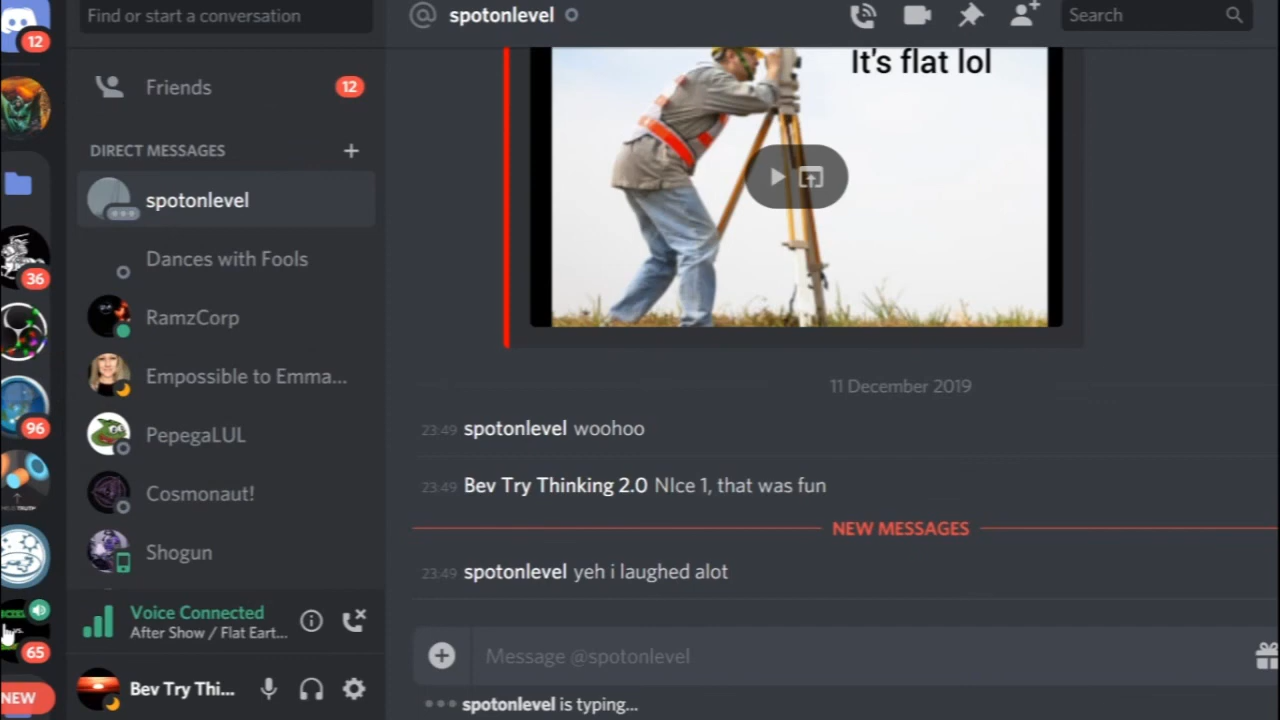 Find or start a conversation
spotonlevel
Search
12
Friends
12
DIRECT MESSAGES
spotonlevel
Dances with Fools
RamzCorp
Empossible to Emma...
PepegaLUL
Cosmonaut!
Shogun
36
96
65
NEW
Voice Connected
After Show / Flat Eart...
Bev Try Thi...
It's flat lol
11 December 2019
23:49 spotonlevel woohoo
23:49 Bev Try Thinking 2.0 NIce 1, that was fun
NEW MESSAGES
23:49 spotonlevel yeh i laughed alot
Message @spotonlevel
spotonlevel is typing...